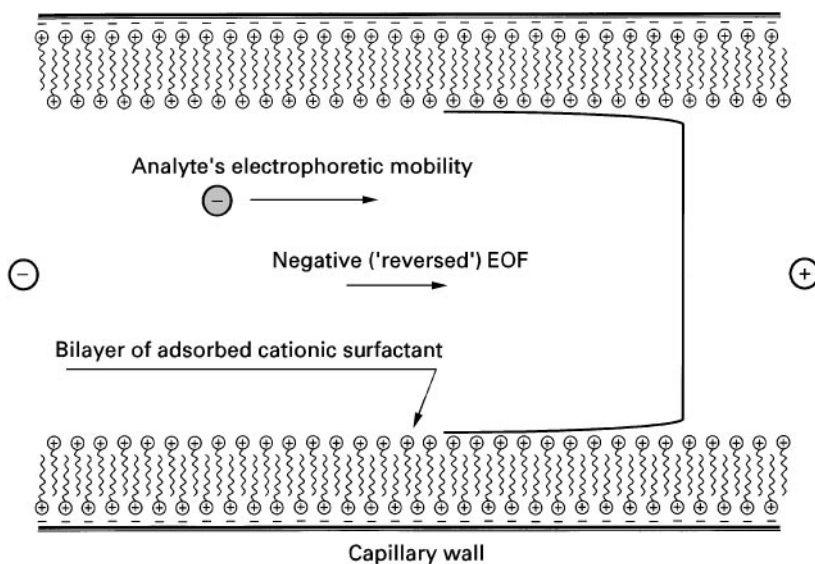 Analyte's electrophoretic mobility
−
Negative ('reversed') EOF
− +
Bilayer of adsorbed cationic surfactant
Capillary wall